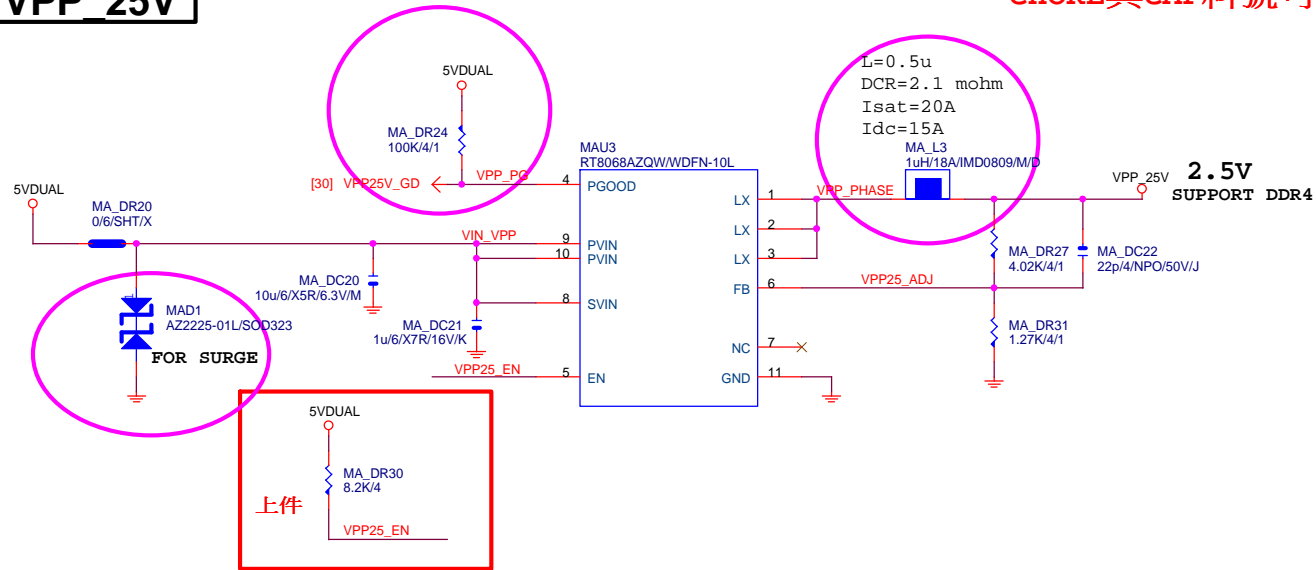 VPP_25V
5VDUAL
MA_DR24
100K/4/1
[30] VPP25V_GD
VPP_PG
MAU3
RT8068AZQW/WDFN-10L
4
PGOOD
L=0.5u
DCR=2.1 mohm
Isat=20A
Idc=15A
MA_L3
1uH/18A/IMD0809/M/D
5VDUAL
MA_DR20
0/6/SHT/X
VIN_VPP
9
PVIN
10
PVIN
8
SVIN
MA_DC20
10u/6/X5R/6.3V/M
MA_DC21
1u/6/X7R/16V/K
MAD1
AZ2225-01L/SOD323
FOR SURGE
1
VPP25_EN
5
EN
LX
1
LX
2
LX
3
FB
6
NC
7
GND
11
VPP_PHASE
VPP25_ADJ
VPP_25V
2.5V
SUPPORT DDR4
MA_DR27
4.02K/4/1
MA_DC22
22p/4/NPO/50V/J
MA_DR31
1.27K/4/1
5VDUAL
MA_DR30
8.2K/4
上件
VPP25_EN